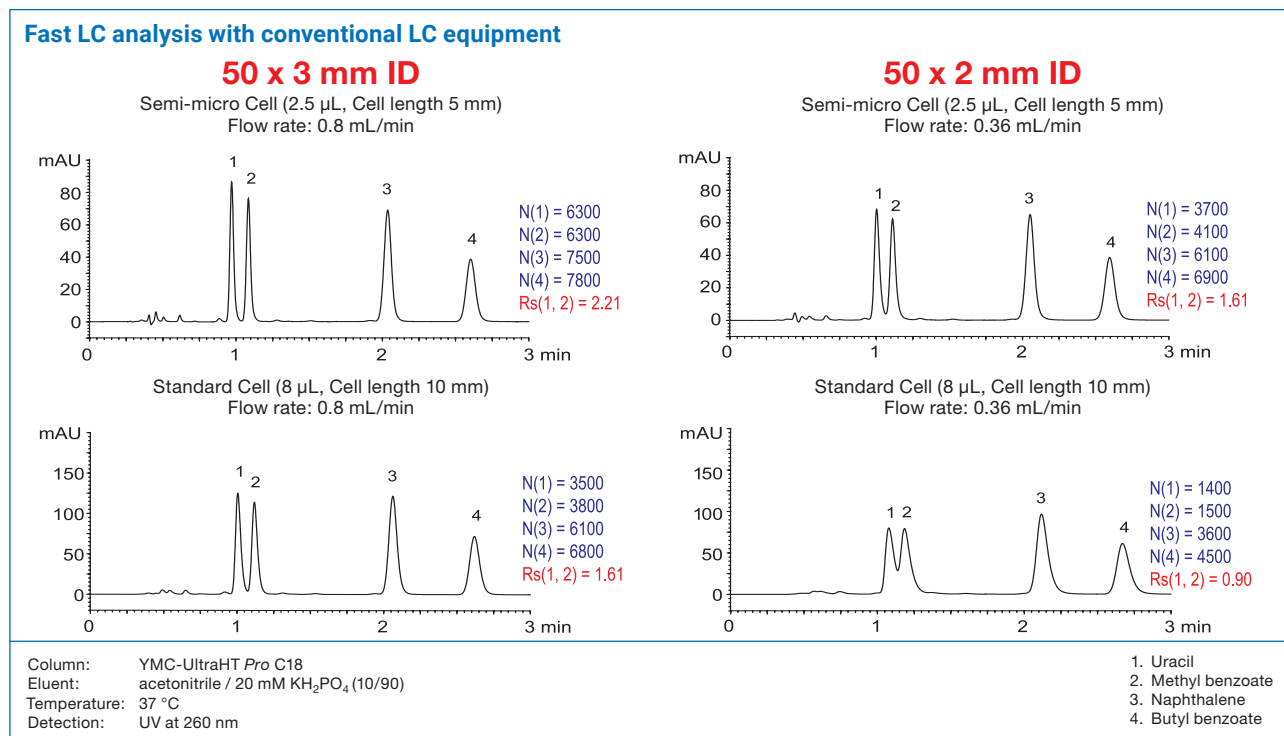 Fast LC analysis with conventional LC equipment
50 x 3 mm ID
Semi-micro Cell (2.5 µL, Cell length 5 mm)
Flow rate: 0.8 mL/min
mAU
80
60
40
20
0
0
1
2
3 min
1
2
3
4
N(1) = 6300
N(2) = 6300
N(3) = 7500
N(4) = 7800
Rs(1, 2) = 2.21
50 x 2 mm ID
Semi-micro Cell (2.5 µL, Cell length 5 mm)
Flow rate: 0.36 mL/min
mAU
80
60
40
20
0
0
1
2
3 min
1
2
3
4
N(1) = 3700
N(2) = 4100
N(3) = 6100
N(4) = 6900
Rs(1, 2) = 1.61
Standard Cell (8 µL, Cell length 10 mm)
Flow rate: 0.8 mL/min
mAU
150
100
50
0
0
1
2
3 min
1
2
3
4
N(1) = 3500
N(2) = 3800
N(3) = 6100
N(4) = 6800
Rs(1, 2) = 1.61
Standard Cell (8 µL, Cell length 10 mm)
Flow rate: 0.36 mL/min
mAU
150
100
50
0
0
1
2
3 min
1
2
3
4
N(1) = 1400
N(2) = 1500
N(3) = 3600
N(4) = 4500
Rs(1, 2) = 0.90
Column: YMC-UltraHT Pro C18
Eluent: acetonitrile / 20 mM KH₂PO₄ (10/90)
Temperature: 37 °C
Detection: UV at 260 nm
1. Uracil
2. Methyl benzoate
3. Naphthalene
4. Butyl benzoate